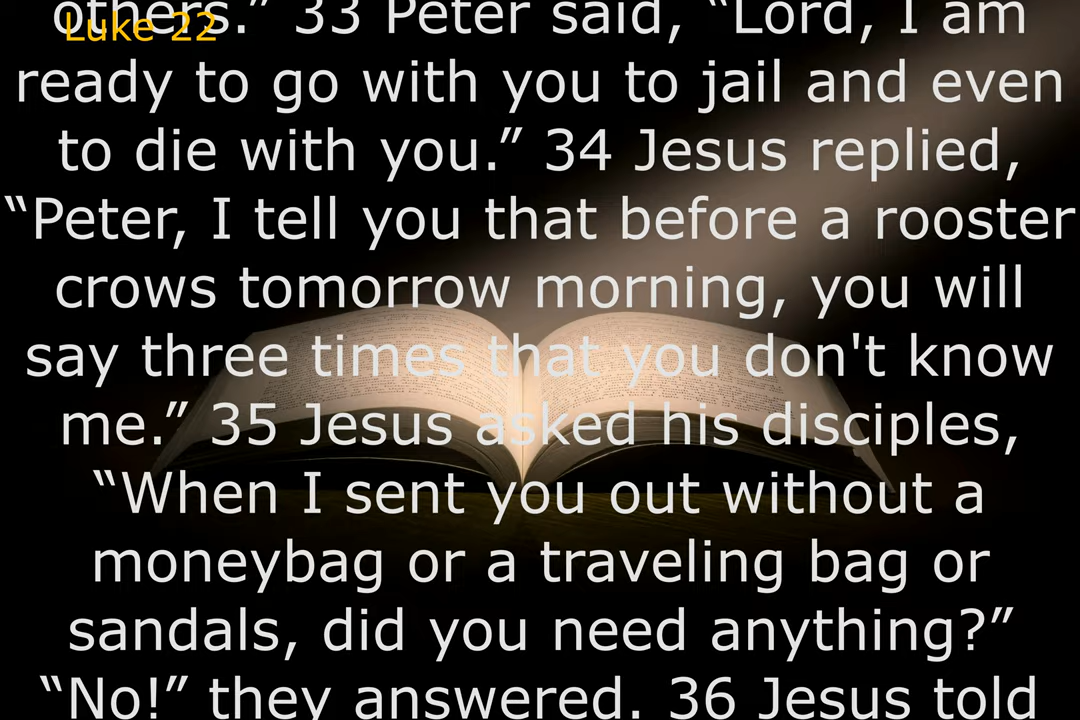 others.” 33 Peter said, “Lord, I am
Luke 22
ready to go with you to jail and even
to die with you.” 34 Jesus replied,
“Peter, I tell you that before a rooster
crows tomorrow morning, you will
say three times that you don't know
me.” 35 Jesus asked his disciples,
“When I sent you out without a
moneybag or a traveling bag or
sandals, did you need anything?”
“No!” they answered. 36 Jesus told